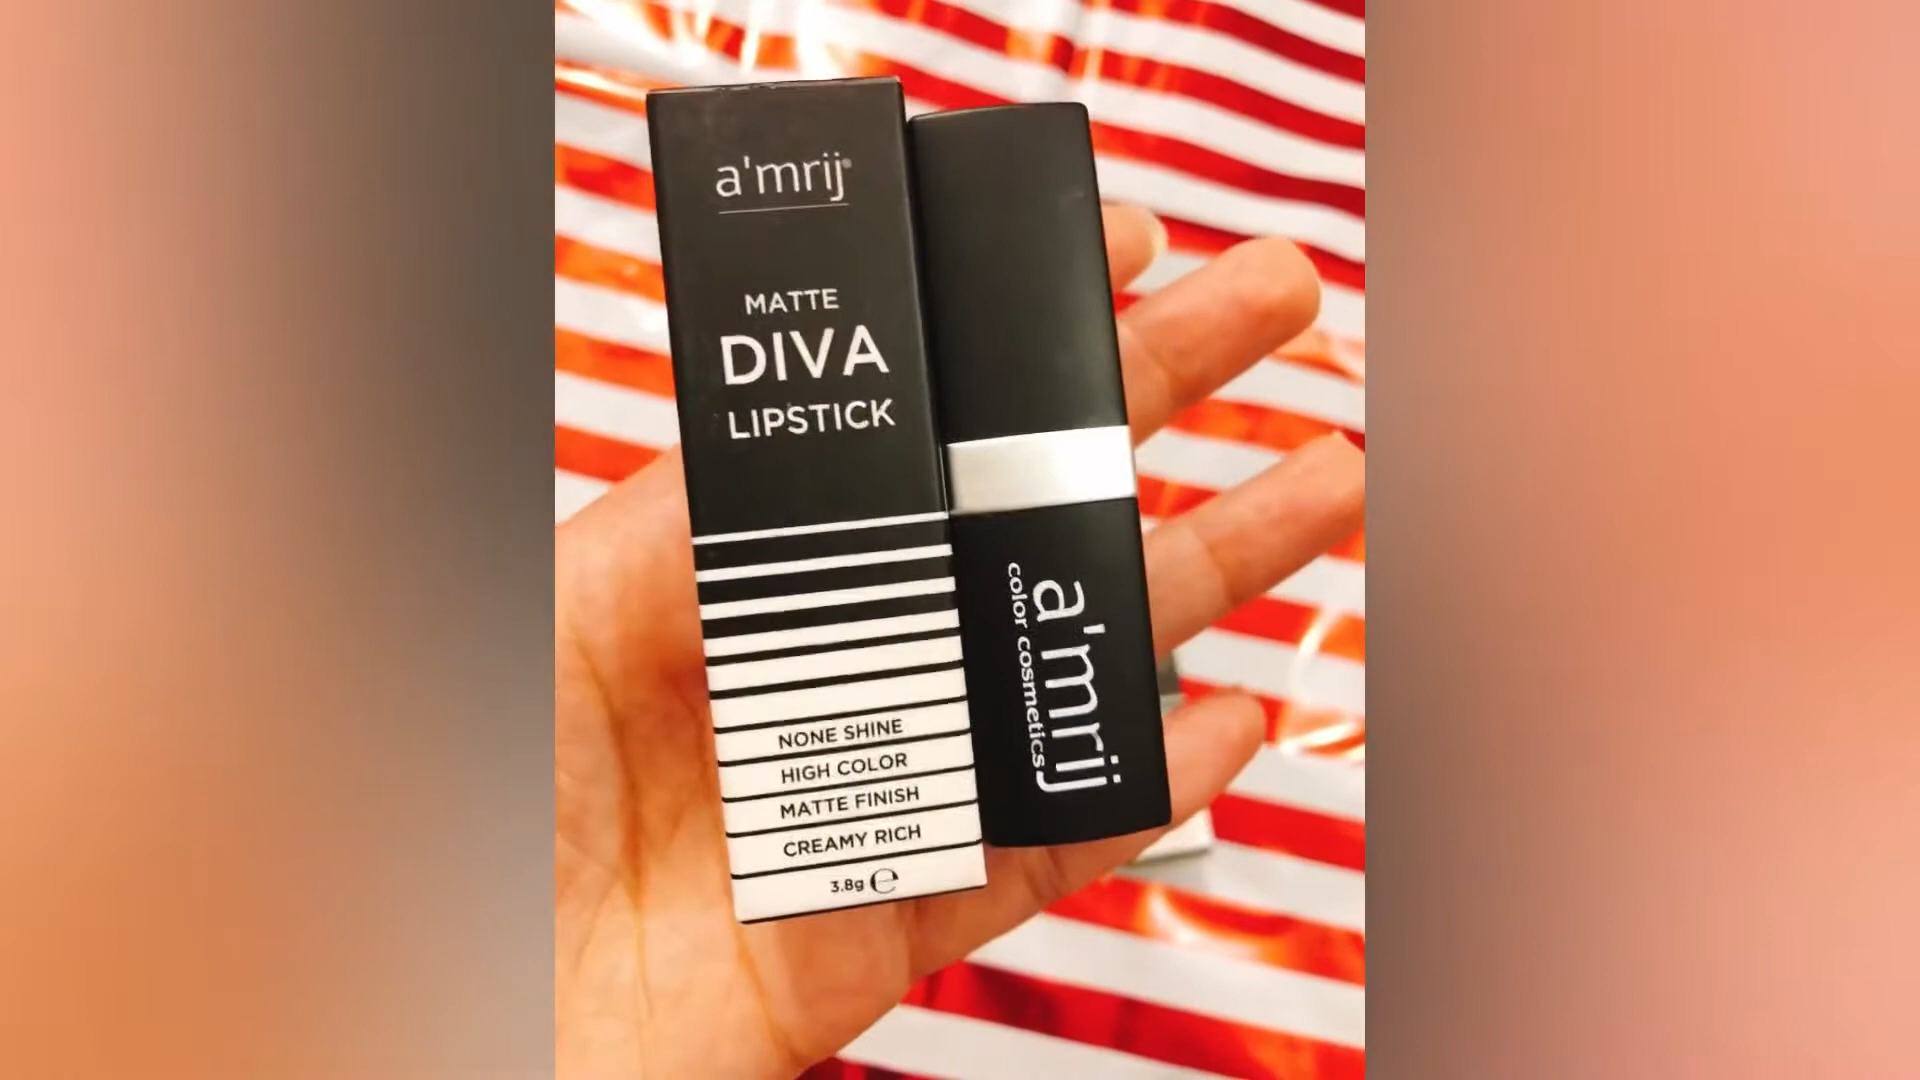 a'mrij®
MATTE
DIVA
LIPSTICK
NONE SHINE
HIGH COLOR
MATTE FINISH
CREAMY RICH
3.8g ℮
a'mrij
color cosmetics